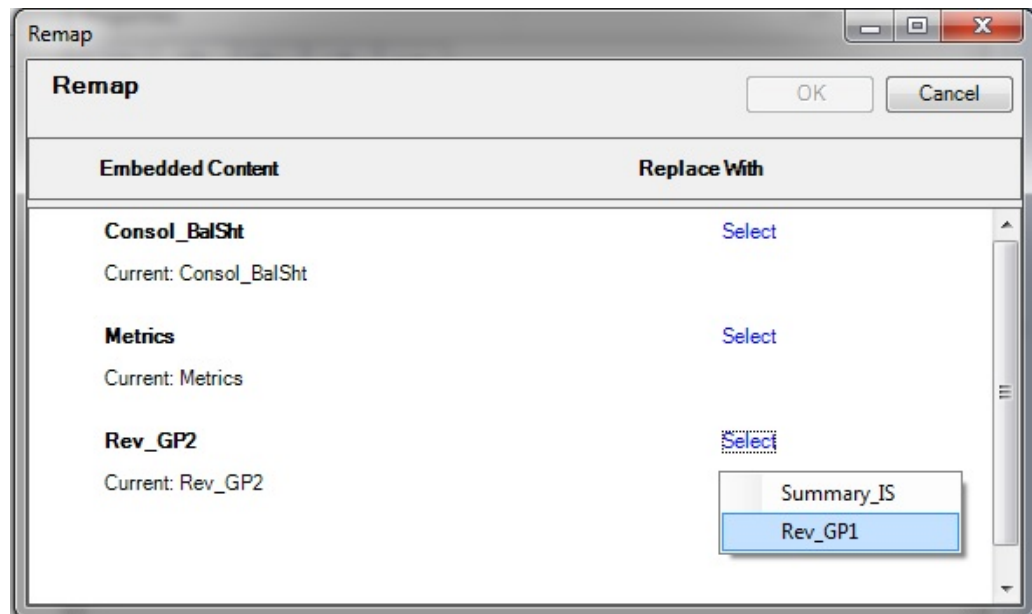 Remap
Remap
OK Cancel
Embedded Content Replace With
Consol_BalSht Select
Current: Consol_BalSht
Metrics Select
Current: Metrics
Rev_GP2 Select
Current: Rev_GP2
Summary_IS
Rev_GP1